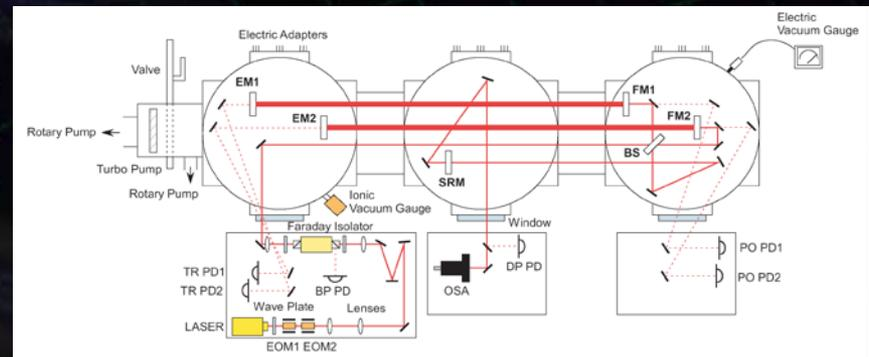 Electric Adapters
Electric
Vacuum Gauge
Valve
EM1
FM1
EM2
FM2
Rotary Pump
BS
SRM
Turbo Pump
Rotary Pump
Ionic
Vacuum Gauge
Faraday Isolator
Window
TR PD1
TR PD2
BP PD
OSA
DP PD
PO PD1
PO PD2
Wave Plate
Lenses
LASER
EOM1 EOM2